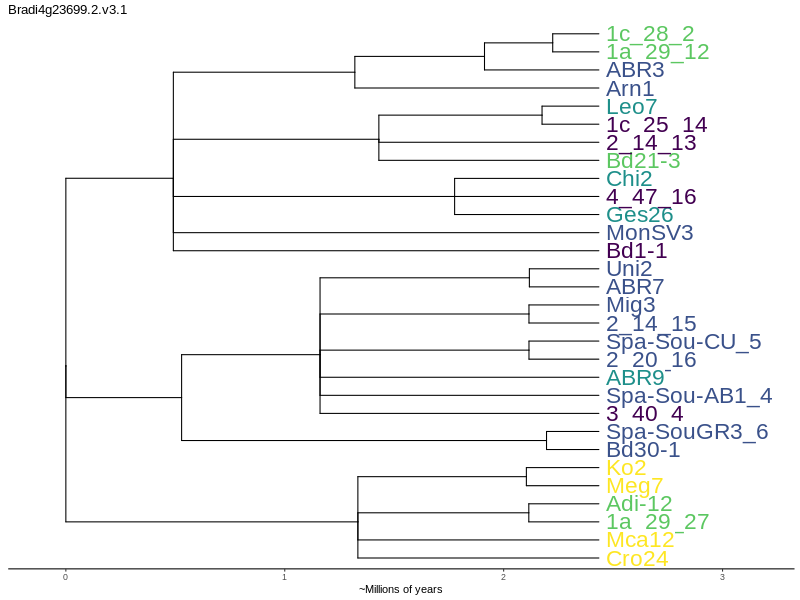 Bradi4g23699.2.v3.1
1c_28_2
1a_29_12
ABR3
Arn1
Leo7
1c_25_14
2_14_13
Bd21-3
Chi2
4_47_16
Ges26
MonSV3
Bd1-1
Uni2
ABR7
Mig3
2_14_15
Spa-Sou-CU_5
2_20_16
ABR9
Spa-Sou-AB1_4
3_40_4
Spa-SouGR3_6
Bd30-1
Ko2
Meg7
Adi-12
1a_29_27
Mca12
Cro24
0 1 2 3
~Millions of years